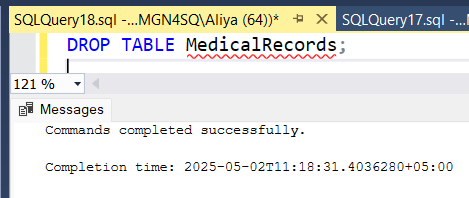 SQLQuery18.sql -...MGN4SQ\Aliya (64))* SQLQuery17.sql -...M
DROP TABLE MedicalRecords;
121 %
Messages
Commands completed successfully.
Completion time: 2025-05-02T11:18:31.4036280+05:00